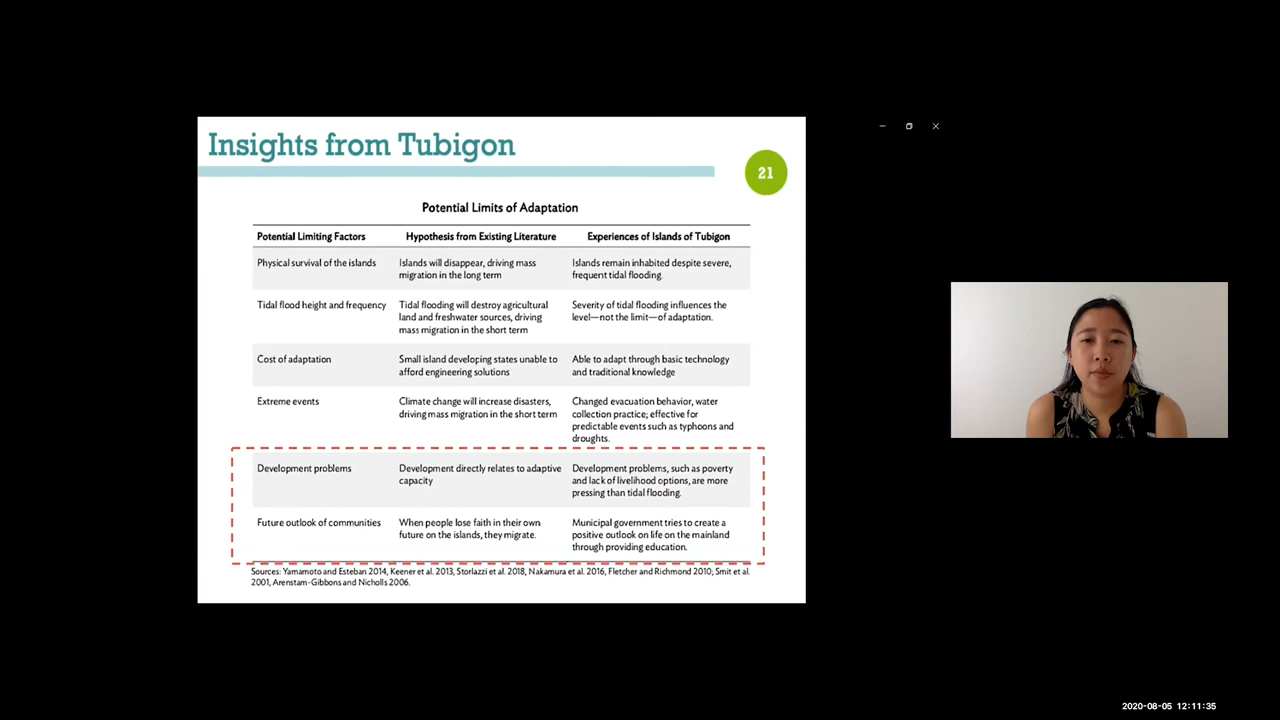 Insights from Tubigon
21
Potential Limits of Adaptation
Potential Limiting Factors
Hypothesis from Existing Literature
Experiences of Islands of Tubigon
Physical survival of the islands
Islands will disappear, driving mass
migration in the long term
Islands remain inhabited despite severe,
frequent tidal flooding.
Tidal flood height and frequency
Tidal flooding will destroy agricultural
land and freshwater sources, driving
mass migration in the short term
Severity of tidal flooding influences the
level—not the limit—of adaptation.
Cost of adaptation
Small island developing states unable to
afford engineering solutions
Able to adapt through basic technology
and traditional knowledge
Extreme events
Climate change will increase disasters,
driving mass migration in the short term
Changed evacuation behavior, water
collection practice; effective for
predictable events such as typhoons and
droughts.
Development problems
Development directly relates to adaptive
capacity
Development problems, such as poverty
and lack of livelihood options, are more
pressing than tidal flooding.
Future outlook of communities
When people lose faith in their own
future on the islands, they migrate.
Municipal government tries to create a
positive outlook on life on the mainland
through providing education.
Sources: Yamamoto and Esteban 2014, Keener et al. 2013, Storlazzi et al. 2018, Nakamura et al. 2016, Fletcher and Richmond 2010; Smit et al.
2001, Arenstam-Gibbons and Nicholls 2006.
2020-08-05 12:11:35